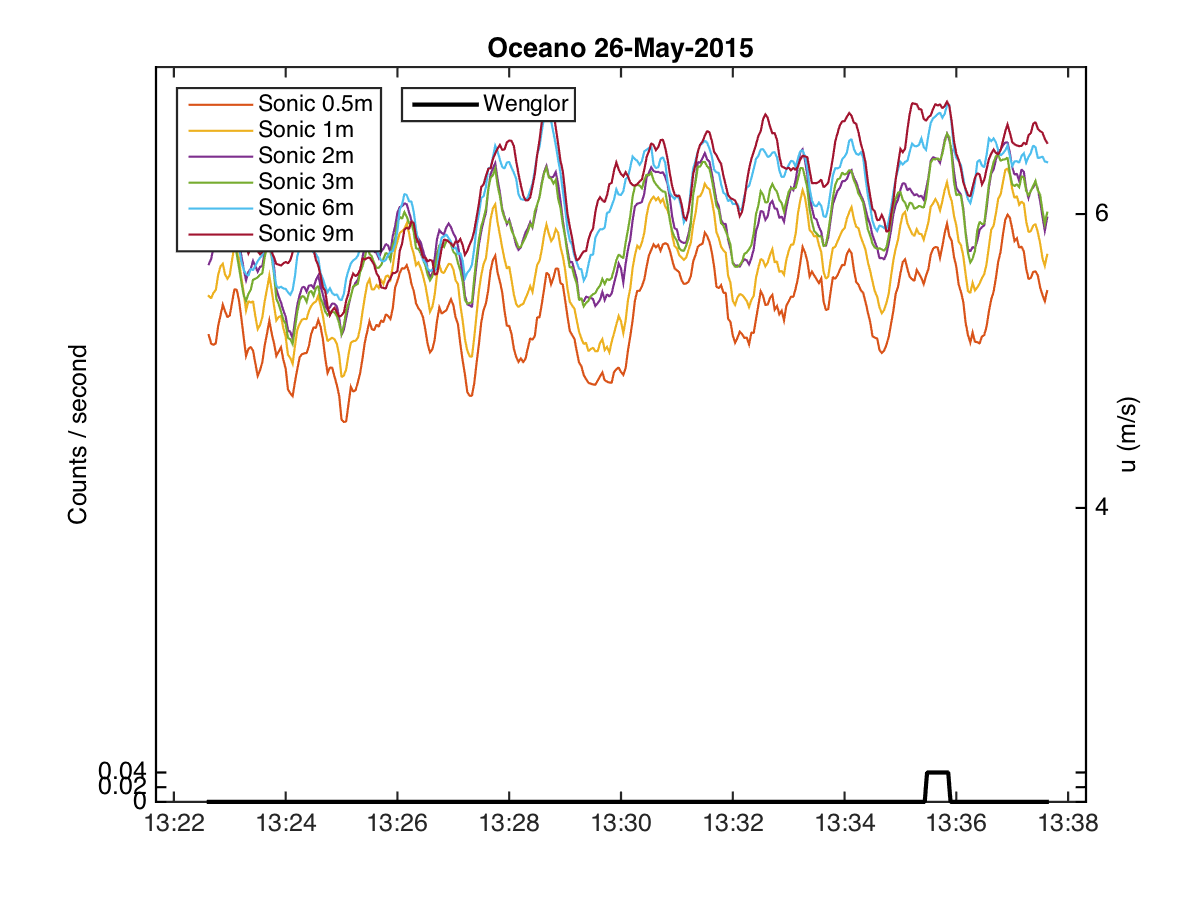 Oceano 26-May-2015
Sonic 0.5m
Sonic 1m
Sonic 2m
Sonic 3m
Sonic 6m
Sonic 9m
Wenglor
Counts / second
u (m/s)
6
4
0.04
0.02
0
13:22 13:24 13:26 13:28 13:30 13:32 13:34 13:36 13:38